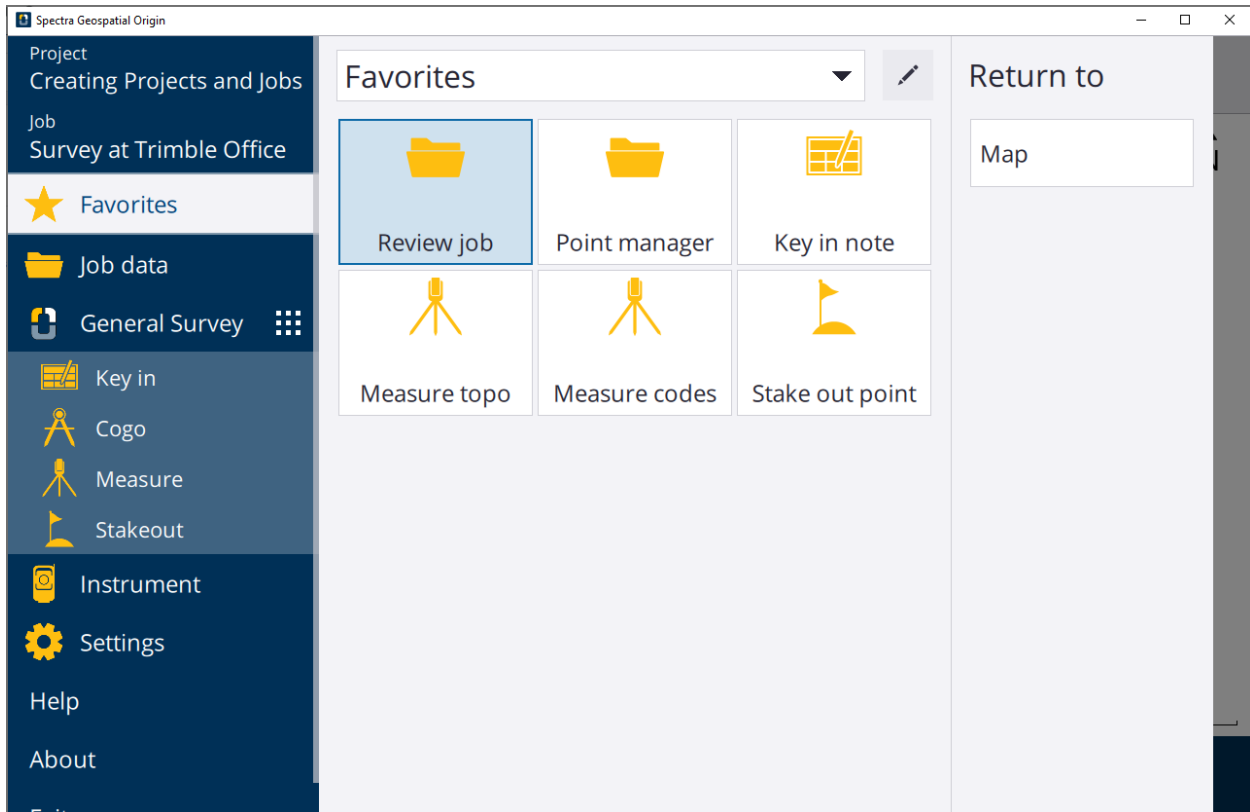 Spectra Geospatial Origin
Project
Creating Projects and Jobs
Job
Survey at Trimble Office
Favorites
Job data
General Survey
Key in
Cogo
Measure
Stakeout
Instrument
Settings
Help
About
Favorites
Review job
Point manager
Key in note
Measure topo
Measure codes
Stake out point
Return to
Map